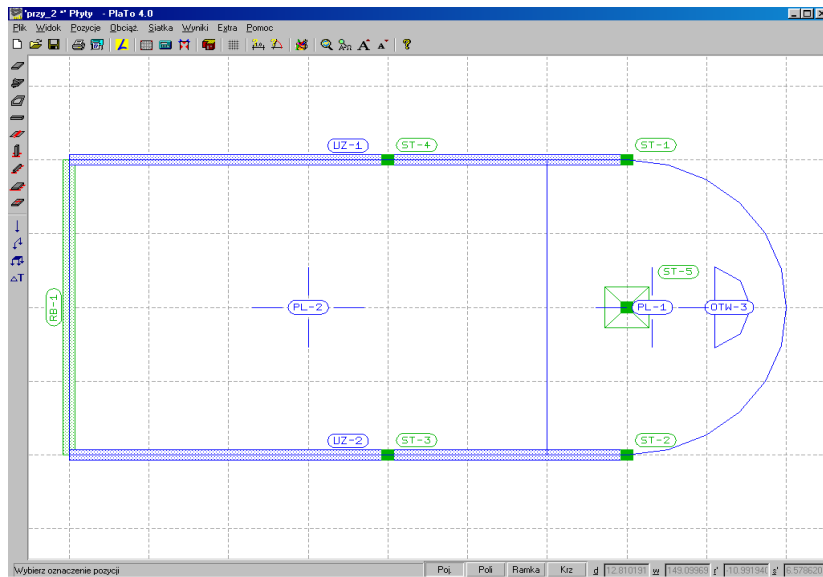 'przy_2 *' Płyty - PlaTo 4.0
Plik Widok Pozycje Obciąż. Siatka Wyniki Extra Pomoc
ΔT
UZ-1 ST-4 ST-1
ST-5
RB-1 PL-2 PL-1 OTW-3
UZ-2 ST-3 ST-2
Wybierz oznaczenie pozycji Poj. Poli Ramka Krz d 12.810191 w 149.09969 r' -10.991940 s' 6.578620